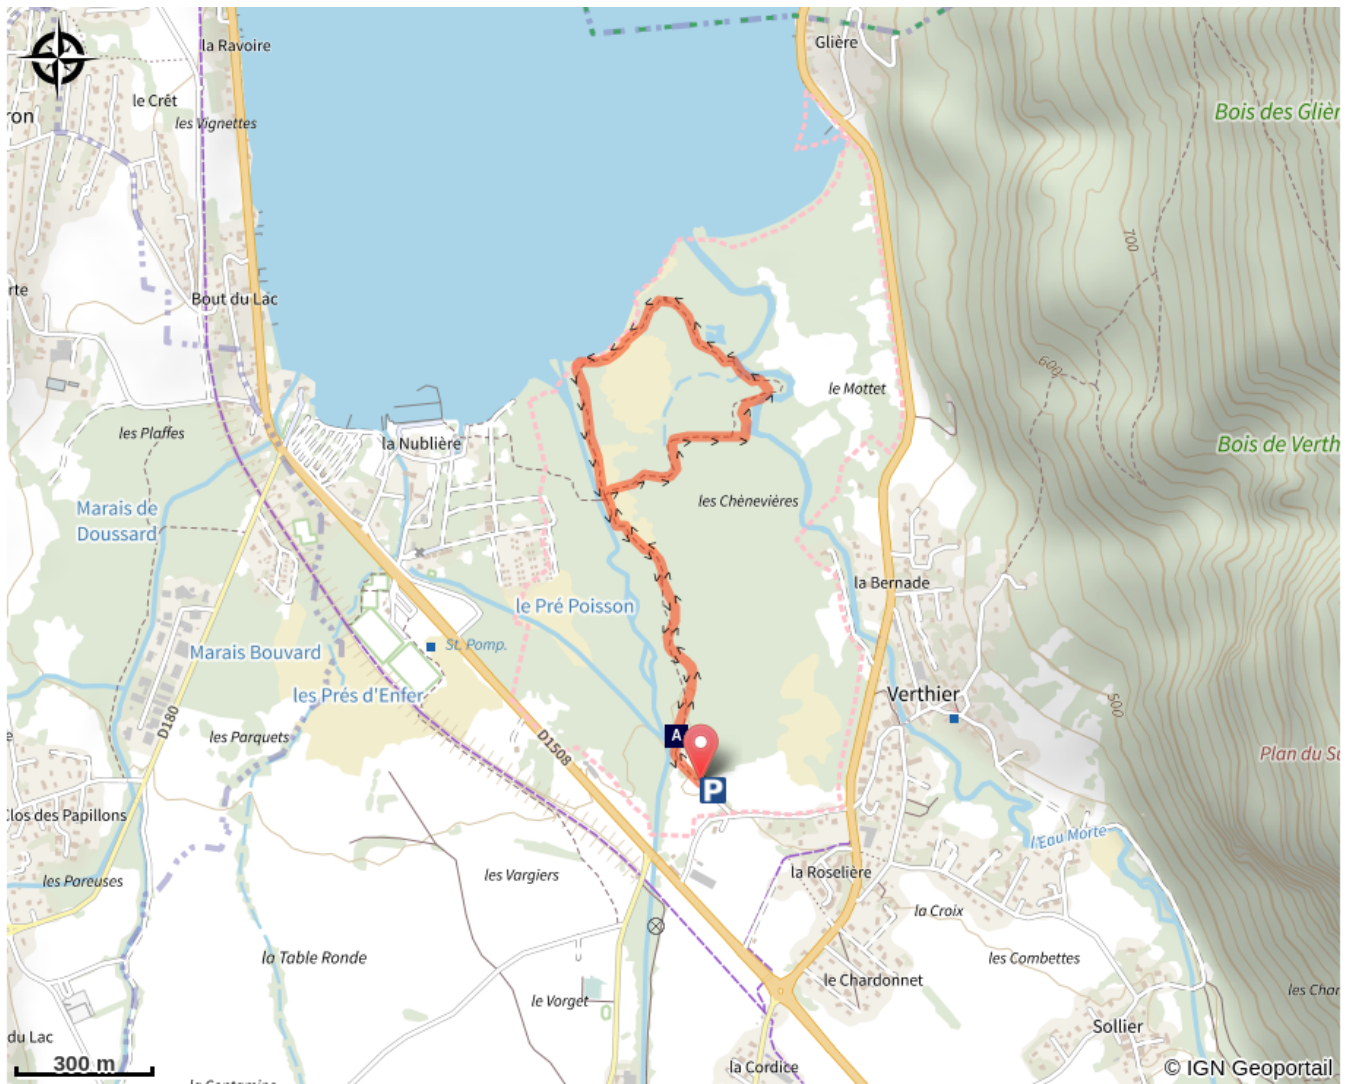 la Ravoire
Glière
le Crêt
Bois des Glièr
ron
les Vignettes
700
rte
Bout du Lac
600
le Mottet
les Plaffes
la Nublière
Bois de Verth
les Chènevières
Marais de
Doussard
la Bernade
le Pré Poisson
St. Pomp.
Marais Bouvard
les Prés d'Enfer
Verthier
500
D180
les Parquets
A
D1508
Plan du Su
P
Clos des Papillons
l'Eau Morte
la Roselière
les Vargiers
les Pareuses
la Croix
la Table Ronde
les Combettes
le Chardonnet
les Char
le Vorget
Sollier
du Lac
300 m
la Cordice
© IGN Geoportail
la Contamine